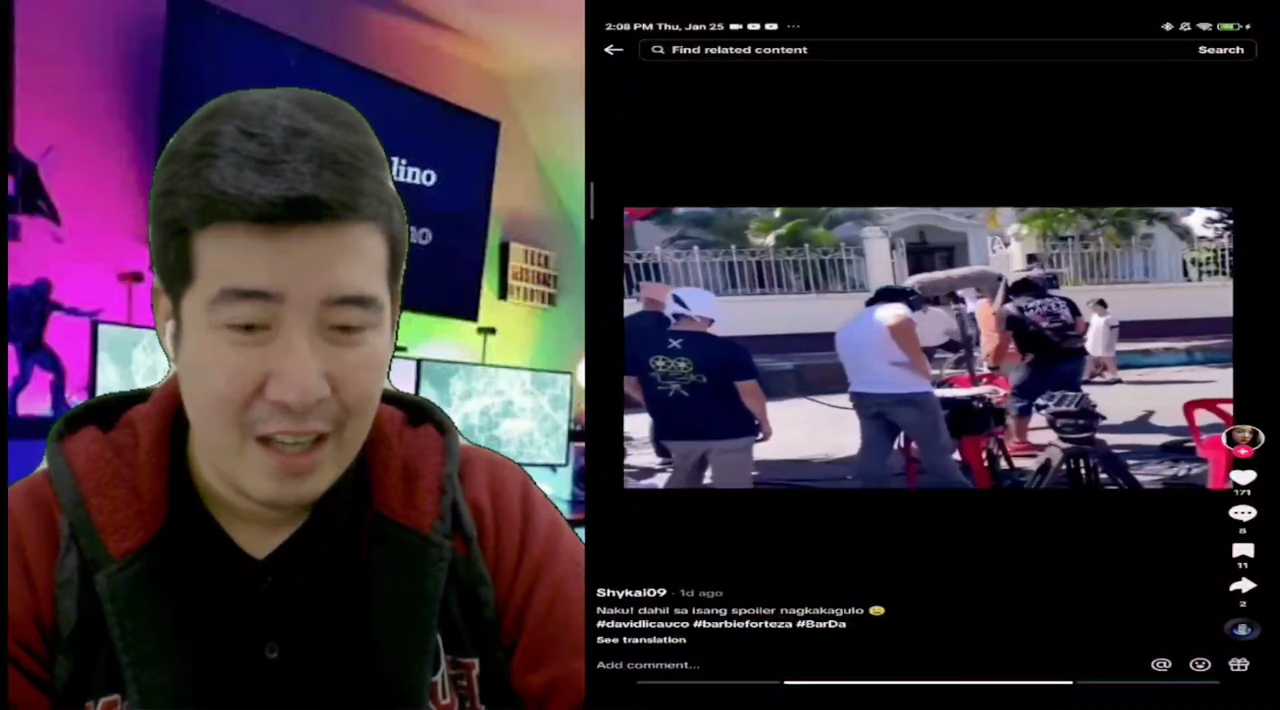 lino
no
2:08 PM Thu, Jan 25
Find related content
Search
X
171
8
11
2
Shykai09 · 1d ago
Naku! dahil sa isang spoiler nagkakagulo 😩
#davidlicauco #barbieforteza #BarDa
See translation
Add comment...